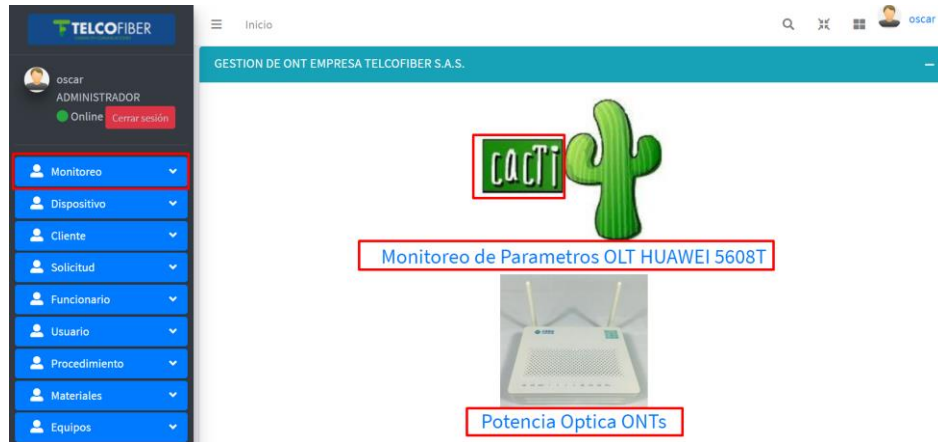 TELCOFIBER
Inicio
oscar
GESTION DE ONT EMPRESA TELCOFIBER S.A.S.
oscar
ADMINISTRADOR
Online Cerrar sesión
Monitoreo
Dispositivo
Cliente
Solicitud
Funcionario
Usuario
Procedimiento
Materiales
Equipos
cacti
Monitoreo de Parametros OLT HUAWEI 5608T
Potencia Optica ONTs